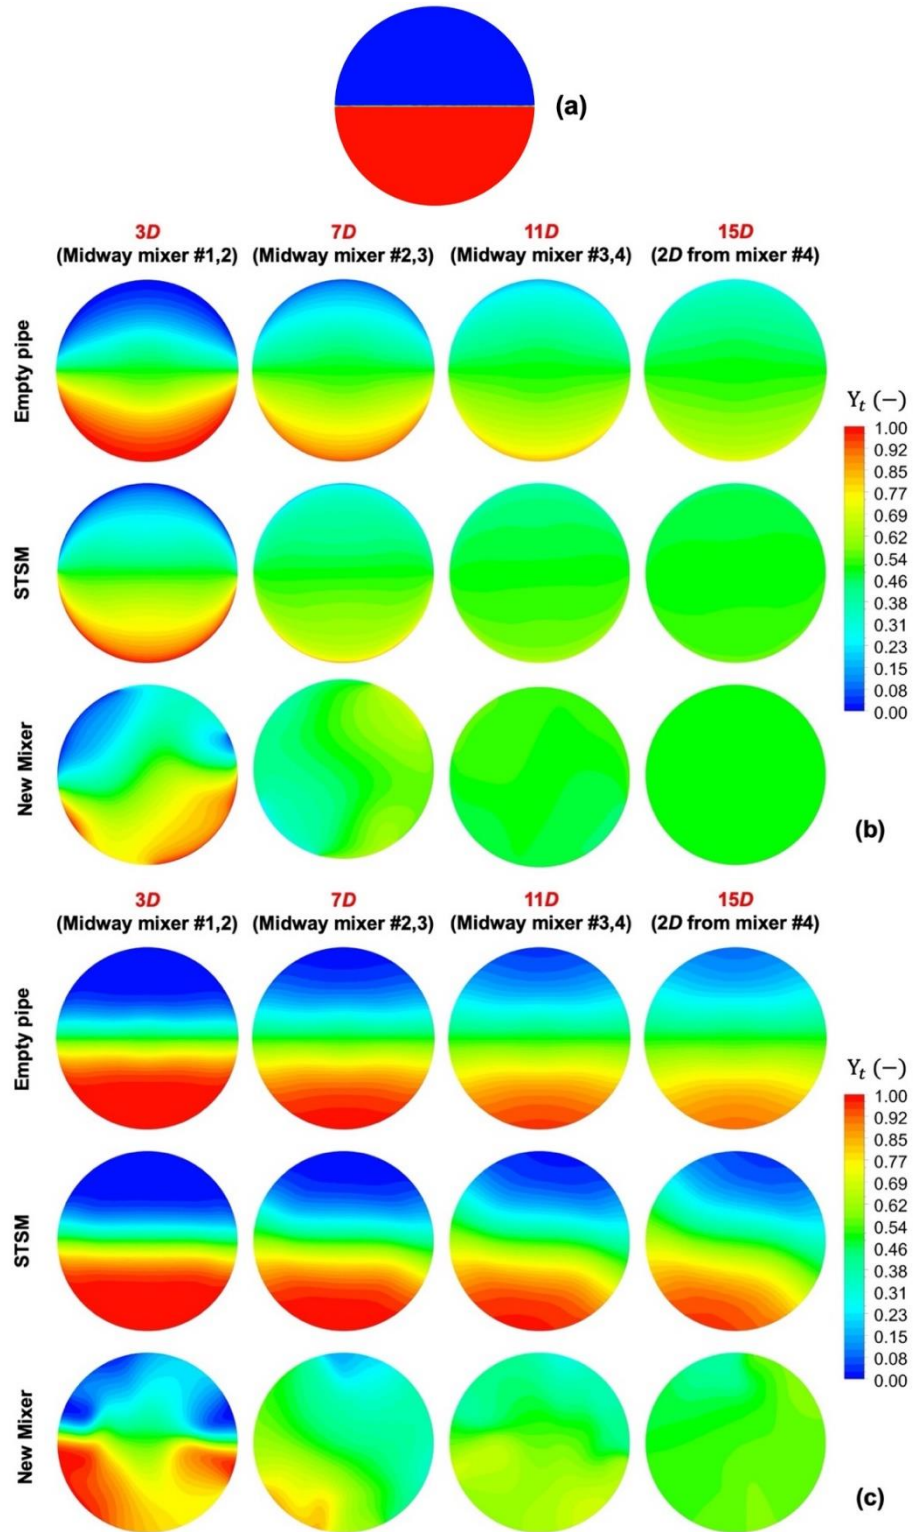 (a)
3D 7D 11D 15D
(Midway mixer #1,2) (Midway mixer #2,3) (Midway mixer #3,4) (2D from mixer #4)
Empty pipe
STSM
New Mixer
Y_t (−)
1.00
0.92
0.85
0.77
0.69
0.62
0.54
0.46
0.38
0.31
0.23
0.15
0.08
0.00
(b)
3D 7D 11D 15D
(Midway mixer #1,2) (Midway mixer #2,3) (Midway mixer #3,4) (2D from mixer #4)
Empty pipe
STSM
New Mixer
Y_t (−)
1.00
0.92
0.85
0.77
0.69
0.62
0.54
0.46
0.38
0.31
0.23
0.15
0.08
0.00
(c)